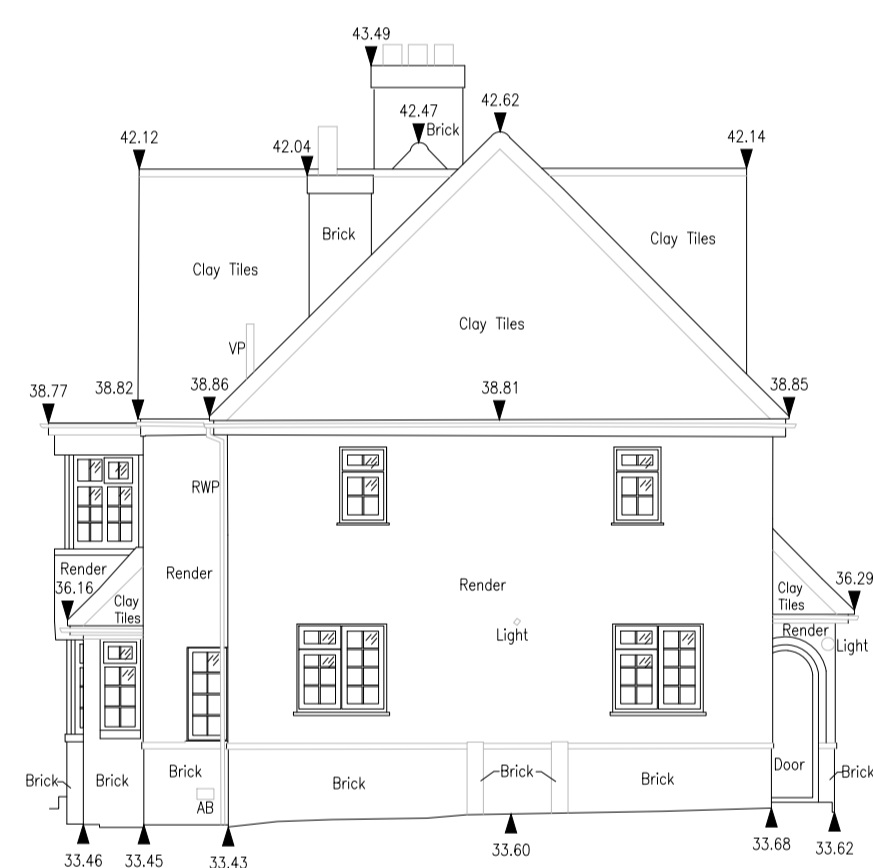 43.49
42.47
42.62
Brick
42.12
42.04
42.14
Brick
Clay Tiles
Clay Tiles
Clay Tiles
VP
38.77
38.82
38.86
38.81
38.85
RWP
Render
36.16
Render
Render
Clay
Tiles
Clay
Tiles
36.29
Light
Render
Light
Brick
Brick
Brick
Brick
Brick
Brick
Door
Brick
AB
33.46
33.45
33.43
33.60
33.68
33.62